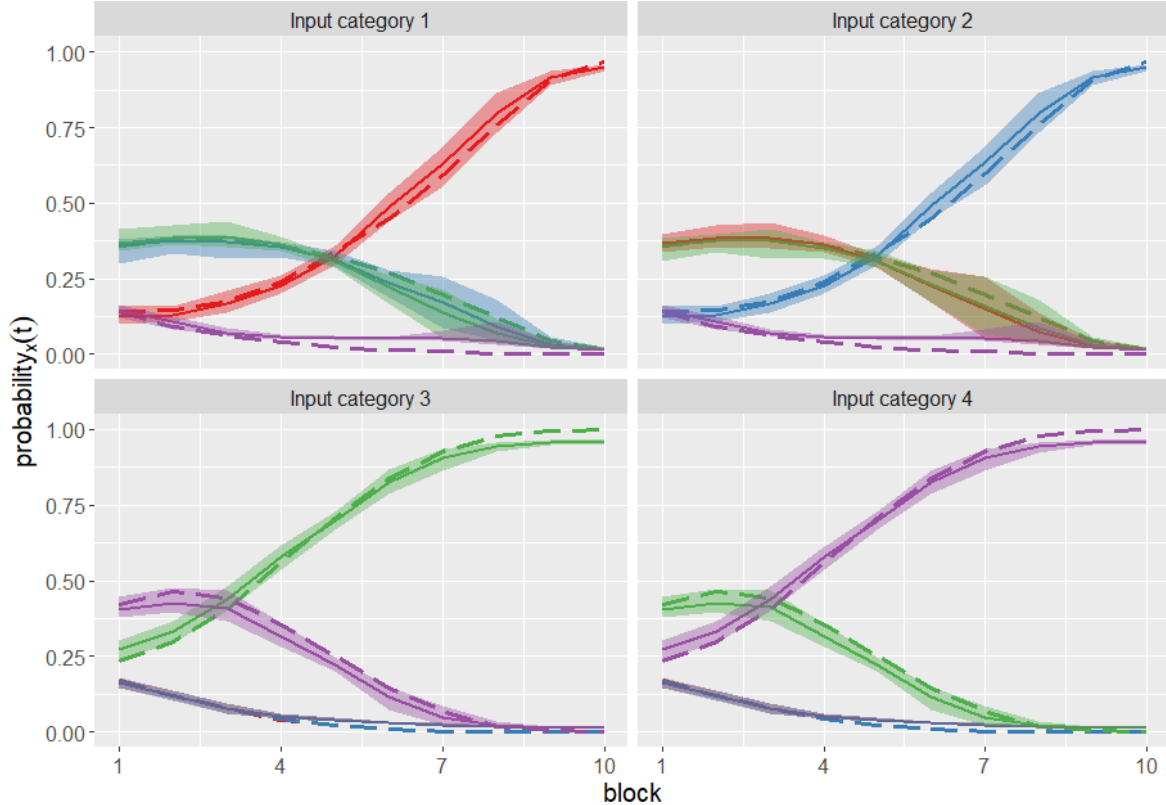 Input category 1
Input category 2
1.00
0.75
0.50
0.25
0.00
Input category 3
Input category 4
1.00
0.75
0.50
0.25
0.00
1 4 7 10
1 4 7 10
block
probabilityₓ(t)